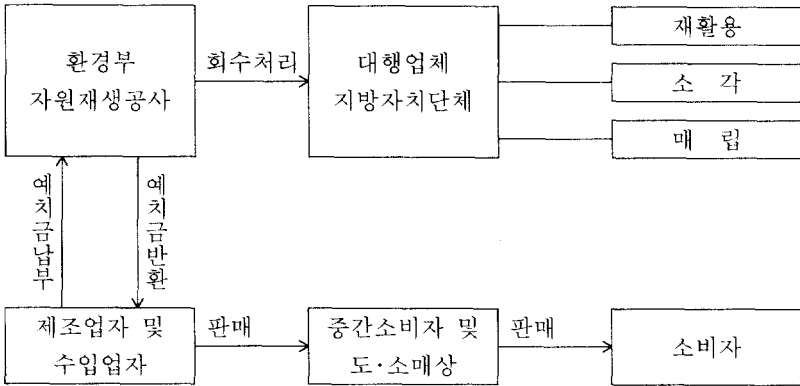 환경부
자원재생공사
회수처리
대행업체
지방자치단체
재활용
소 각
매 립
예치금납부
예치금반환
제조업자 및
수입업자
판매
중간소비자 및
도·소매상
판매
소비자